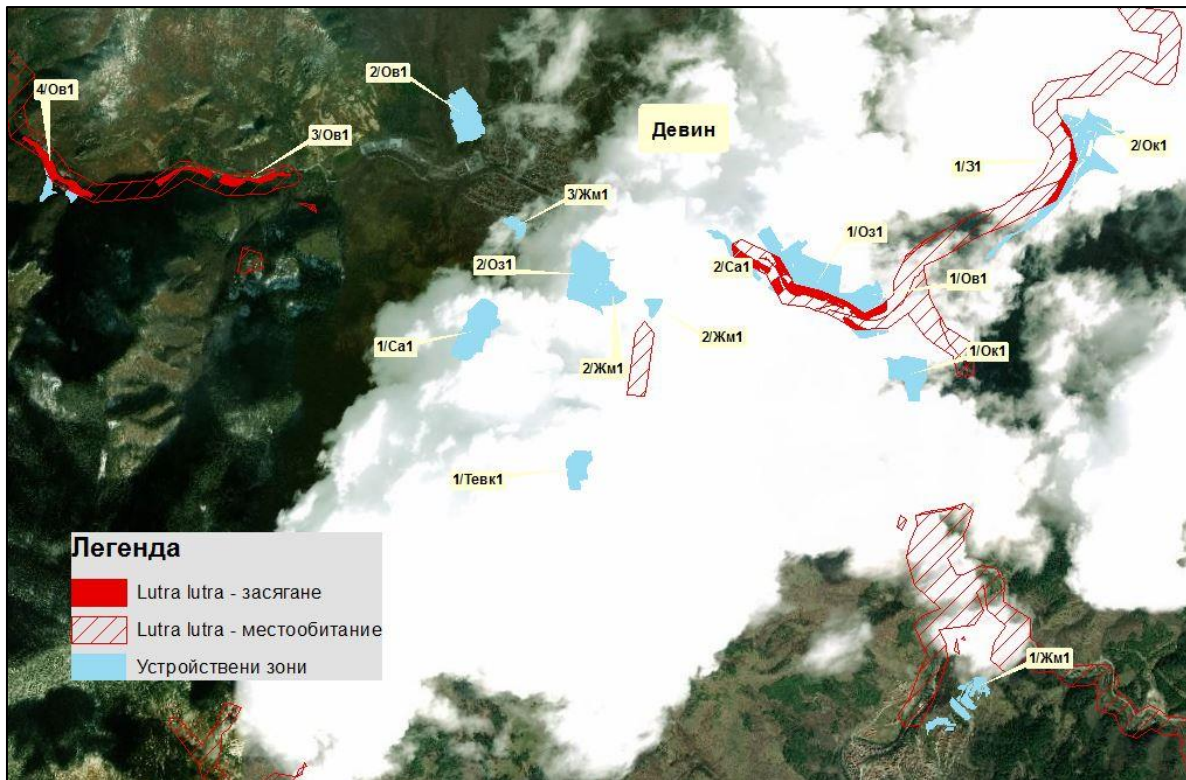 2/Ов1
4/Ов1
Девин
3/Ов1
2/Ок1
1/З1
3/Жм1
1/Оз1
2/Оз1
2/Са1
1/Ов1
1/Са1
2/Жм1
2/Жм1
1/Ок1
1/Тевк1
Легенда
Lutra lutra - засягане
Lutra lutra - местообитание
Устройствени зони
1/Жм1